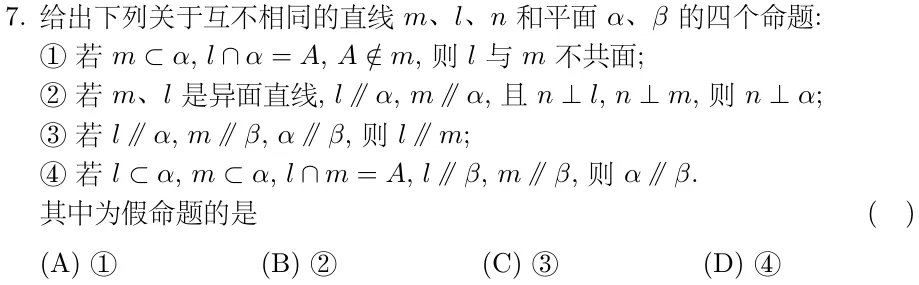 7. 给出下列关于互不相同的直线 m、l、n 和平面 α、β 的四个命题:
① 若 m ⊂ α, l ∩ α = A, A ∉ m, 则 l 与 m 不共面;
② 若 m、l 是异面直线, l ∥ α, m ∥ α, 且 n ⊥ l, n ⊥ m, 则 n ⊥ α;
③ 若 l ∥ α, m ∥ β, α ∥ β, 则 l ∥ m;
④ 若 l ⊂ α, m ⊂ α, l ∩ m = A, l ∥ β, m ∥ β, 则 α ∥ β.
其中为假命题的是 ( )
(A) ① (B) ② (C) ③ (D) ④